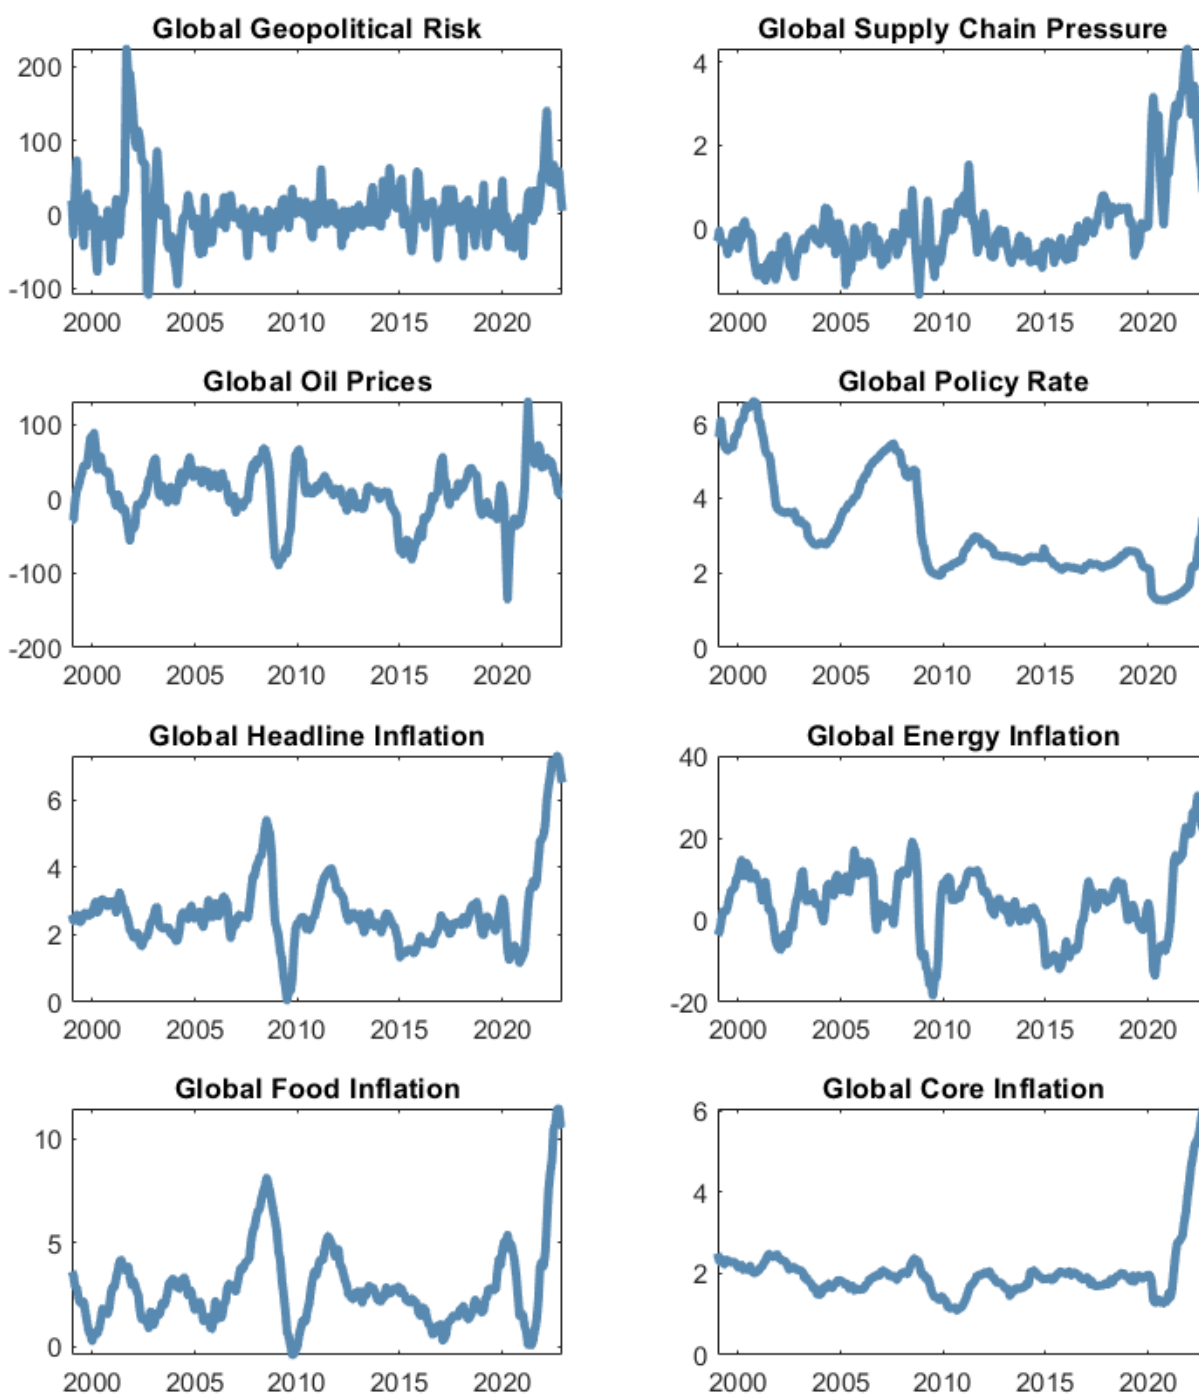 Global Geopolitical Risk
200
100
0
-100
2000 2005 2010 2015 2020
Global Supply Chain Pressure
4
2
0
2000 2005 2010 2015 2020
Global Oil Prices
100
0
-100
-200
2000 2005 2010 2015 2020
Global Policy Rate
6
4
2
0
2000 2005 2010 2015 2020
Global Headline Inflation
6
4
2
0
2000 2005 2010 2015 2020
Global Energy Inflation
40
20
0
-20
2000 2005 2010 2015 2020
Global Food Inflation
10
5
0
2000 2005 2010 2015 2020
Global Core Inflation
6
4
2
0
2000 2005 2010 2015 2020